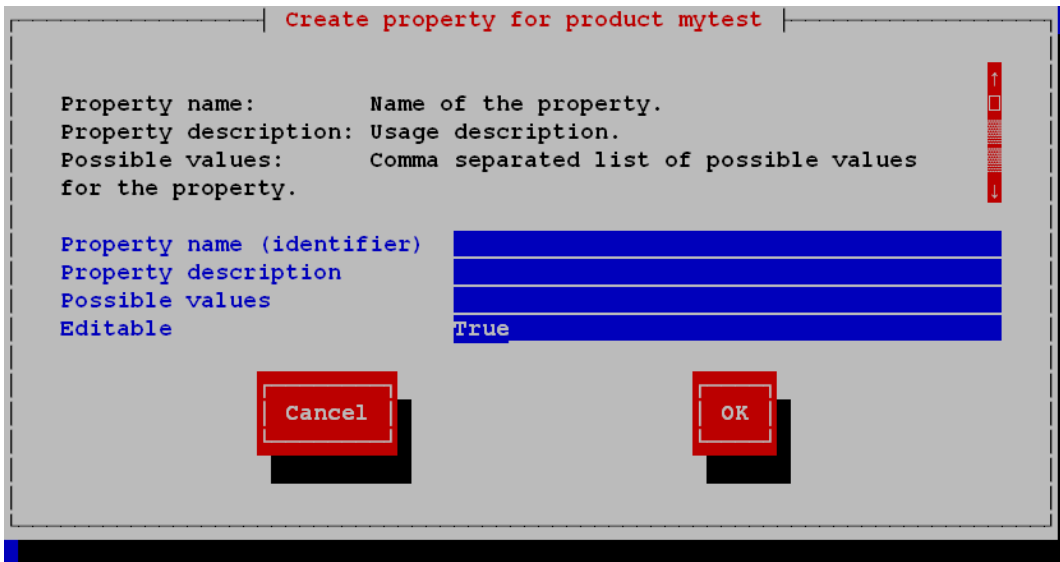 Create property for product mytest
Property name: Name of the property.
Property description: Usage description.
Possible values: Comma separated list of possible values
for the property.
Property name (identifier)
Property description
Possible values
Editable True
Cancel OK